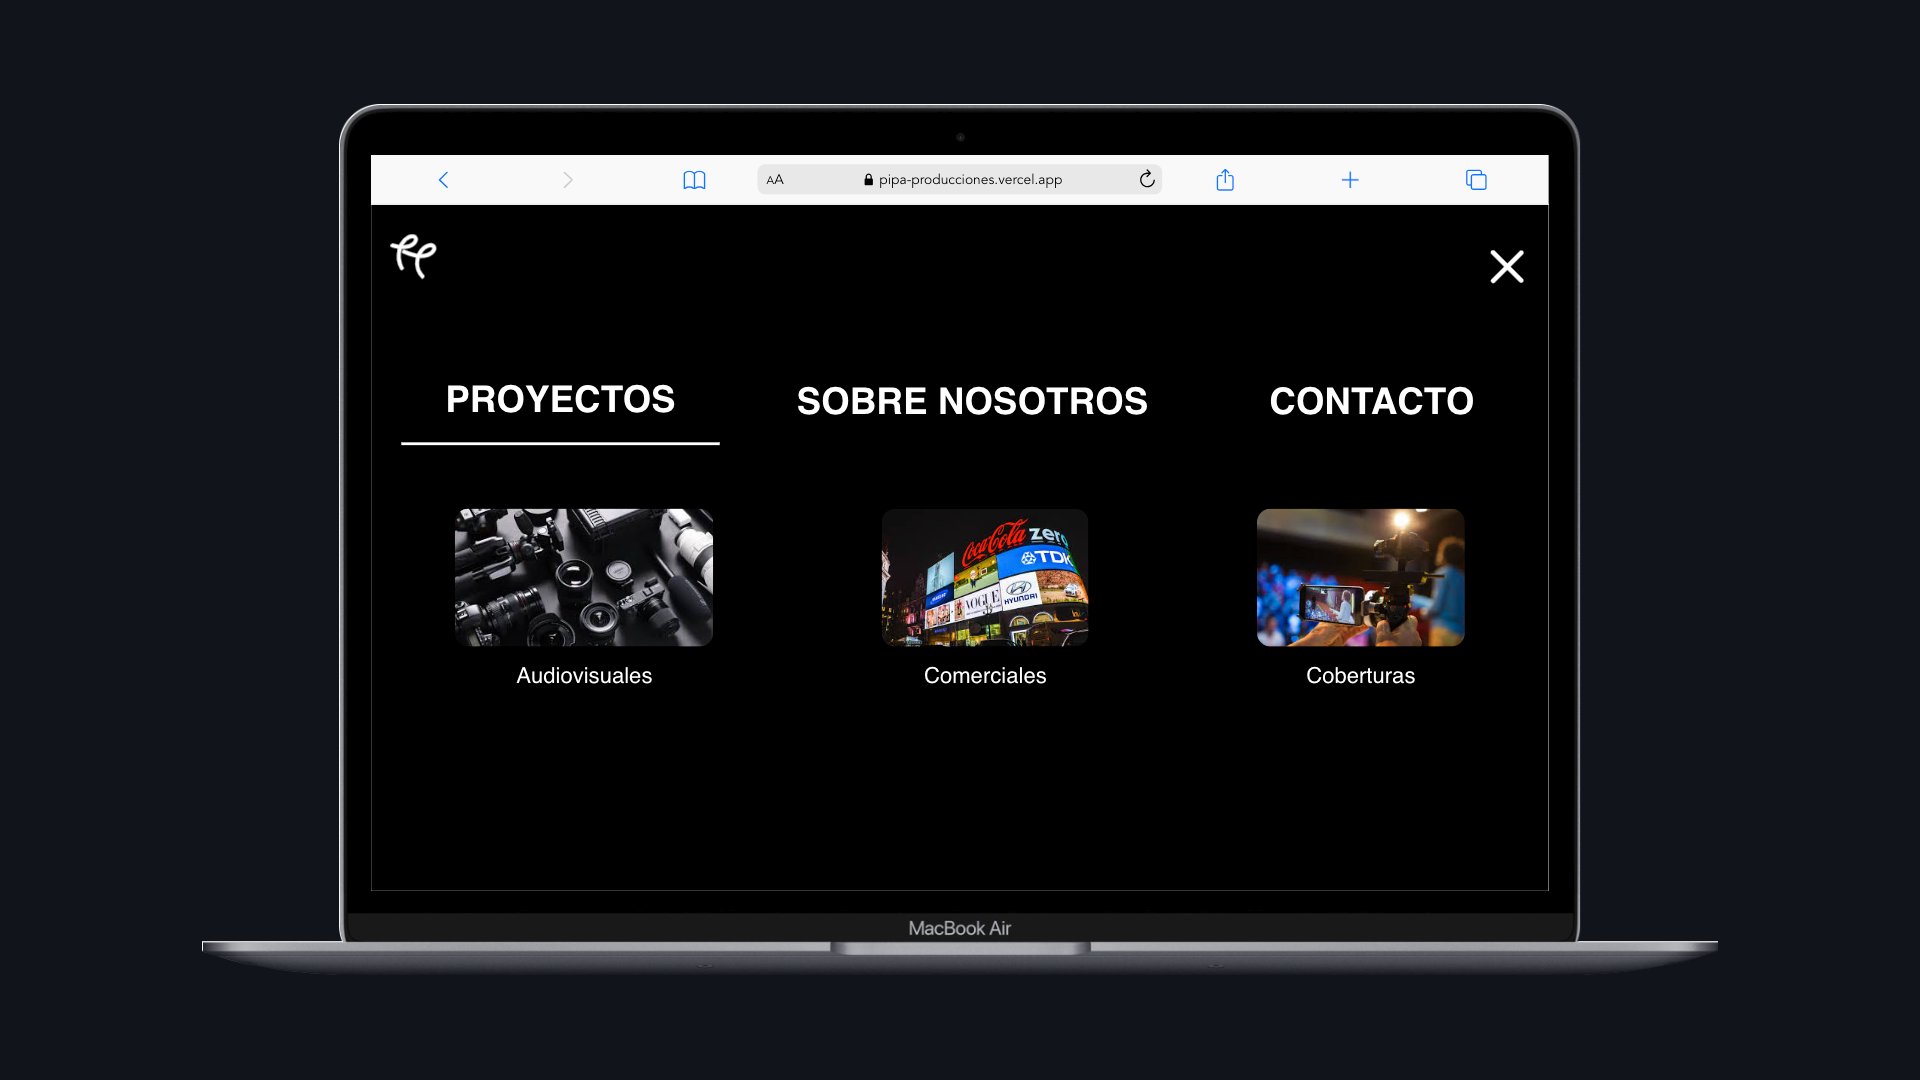 AA pipa-producciones.vercel.app
PROYECTOS SOBRE NOSOTROS CONTACTO
Coca-Cola zero
TDK
VOGUE HYUNDAI
Audiovisuales Comerciales Coberturas
MacBook Air